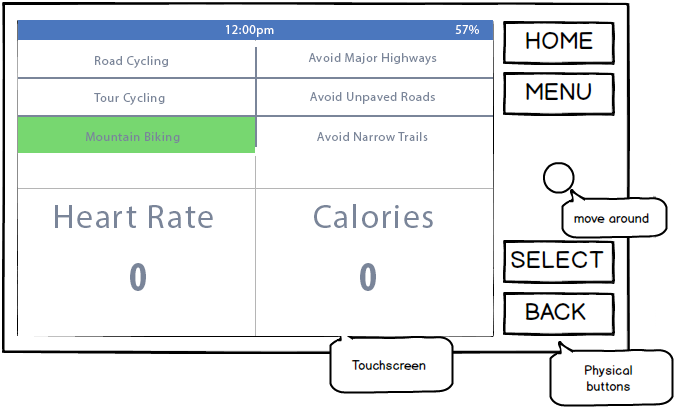 12:00pm 57%
Road Cycling Avoid Major Highways
Tour Cycling Avoid Unpaved Roads
Mountain Biking Avoid Narrow Trails
Heart Rate Calories
0 0
HOME
MENU
move around
SELECT
BACK
Touchscreen
Physical
buttons